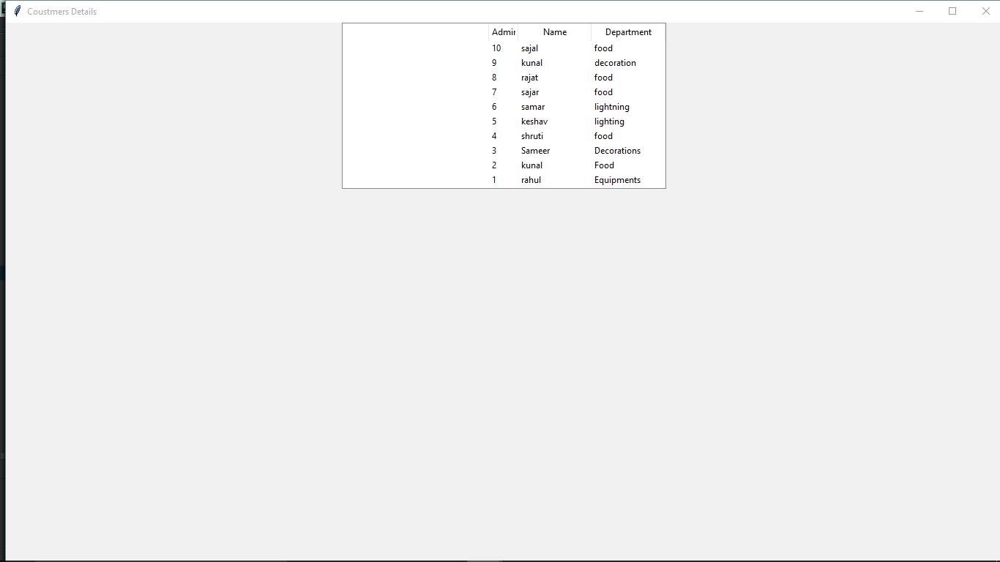 Coustmers Details
Admin Name Department
10 sajal food
9 kunal decoration
8 rajat food
7 sajar food
6 samar lightning
5 keshav lighting
4 shruti food
3 Sameer Decorations
2 kunal Food
1 rahul Equipments